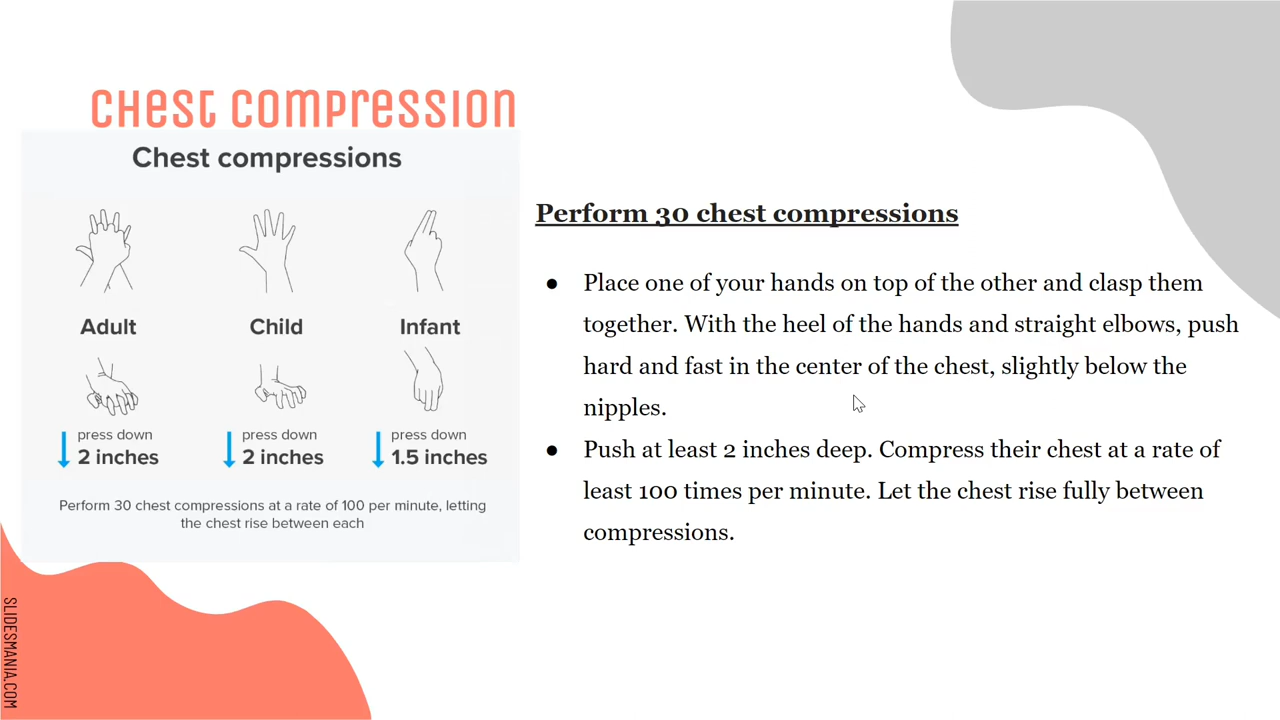 CHEST COMPRESSION
Chest compressions
Adult
Child
Infant
press down
2 inches
press down
2 inches
press down
1.5 inches
Perform 30 chest compressions at a rate of 100 per minute, letting
the chest rise between each
Perform 30 chest compressions
● Place one of your hands on top of the other and clasp them
together. With the heel of the hands and straight elbows, push
hard and fast in the center of the chest, slightly below the
nipples.
● Push at least 2 inches deep. Compress their chest at a rate of
least 100 times per minute. Let the chest rise fully between
compressions.
SLIDESMANIA.COM